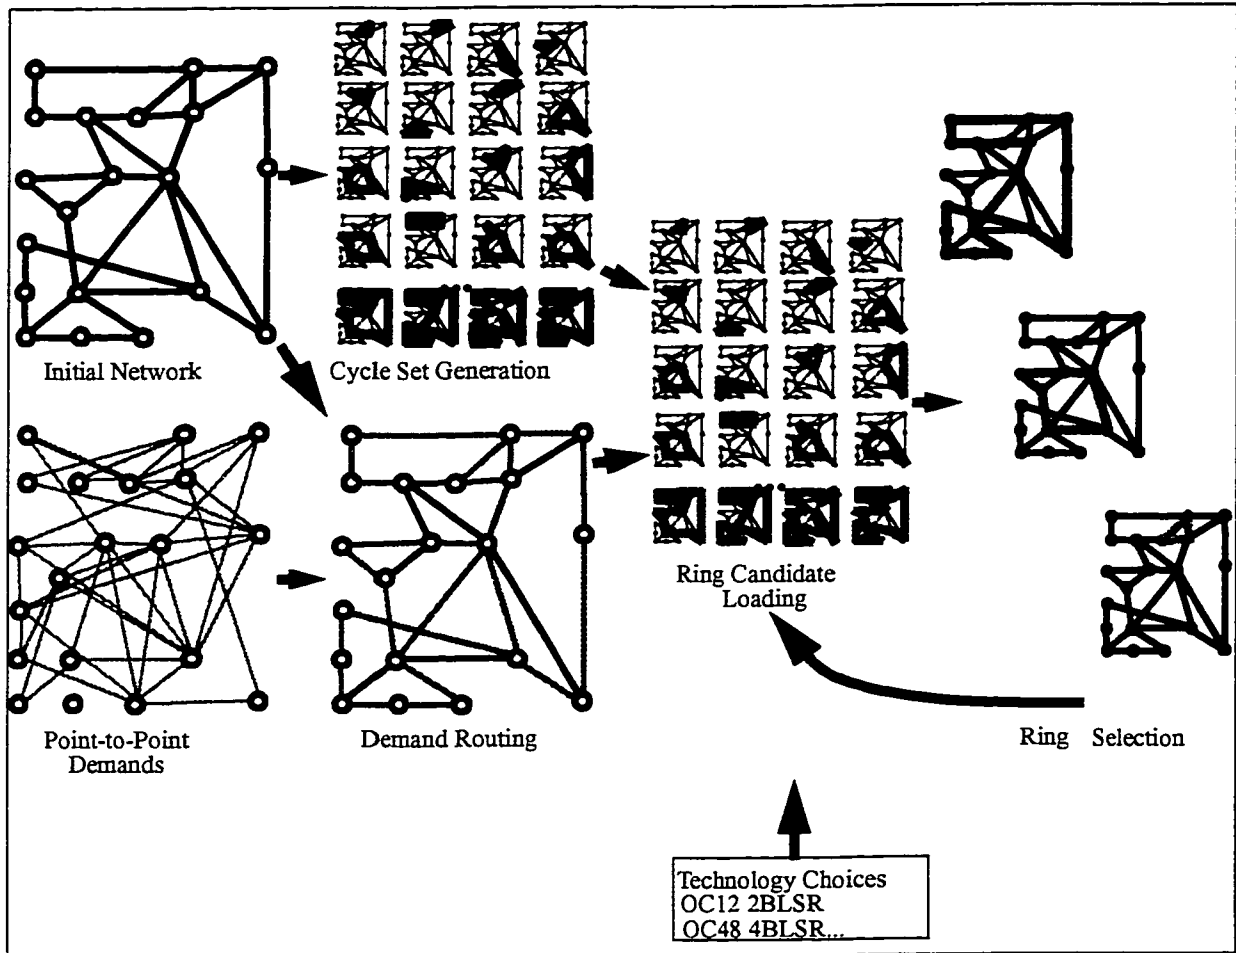 Initial Network
Cycle Set Generation
Ring Candidate
Loading
Point-to-Point
Demands
Demand Routing
Ring Selection
Technology Choices
OC12 2BLSR
OC48 4BLSR...